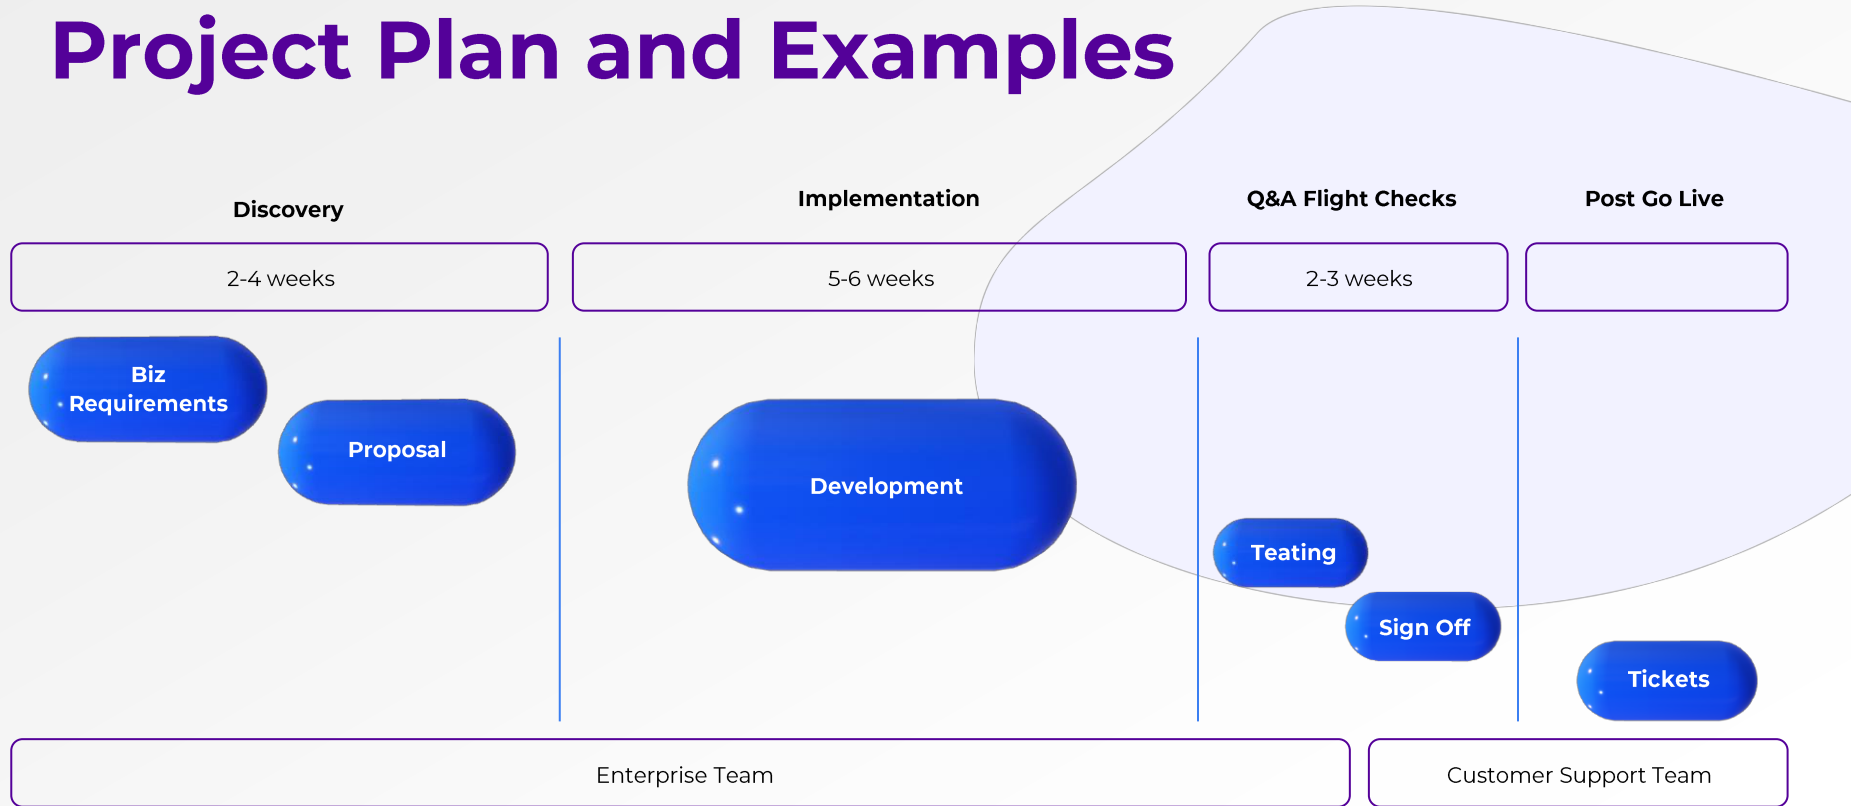 Project Plan and Examples
Discovery
Implementation
Q&A Flight Checks
Post Go Live
2-4 weeks
5-6 weeks
2-3 weeks
Biz
Requirements
Proposal
Development
Teating
Sign Off
Tickets
Enterprise Team
Customer Support Team